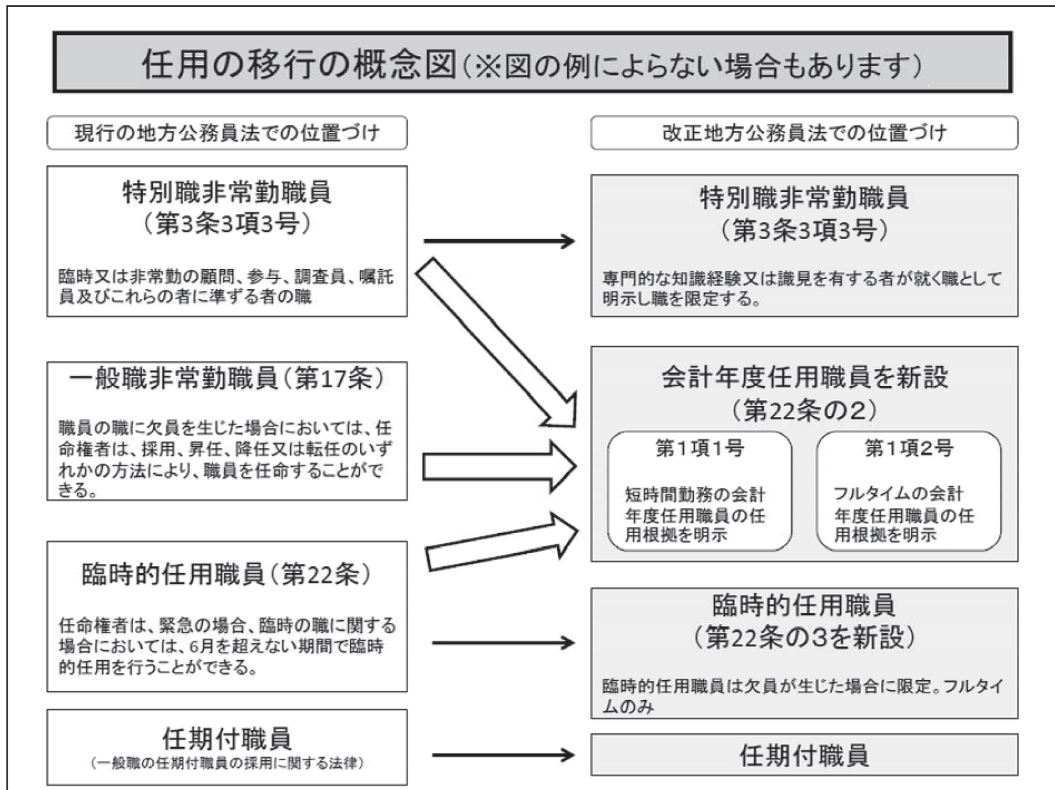 任用の移行の概念図(※図の例によらない場合もあります)
現行の地方公務員法での位置づけ
特別職非常勤職員
(第3条3項3号)
臨時又は非常勤の顧問、参与、調査員、嘱託
員及びこれらの者に準ずる者の職
一般職非常勤職員(第17条)
職員の職に欠員を生じた場合においては、任
命権者は、採用、昇任、降任又は転任のいず
れかの方法により、職員を任命することがで
きる。
臨時的任用職員(第22条)
任命権者は、緊急の場合、臨時の職に関する
場合においては、6月を超えない期間で臨時
的任用を行うことができる。
任期付職員
(一般職の任期付職員の採用に関する法律)
改正地方公務員法での位置づけ
特別職非常勤職員
(第3条3項3号)
専門的な知識経験又は識見を有する者が就く職として
明示し職を限定する。
会計年度任用職員を新設
(第22条の2)
第1項1号
短時間勤務の会計
年度任用職員の任
用根拠を明示
第1項2号
フルタイムの会計
年度任用職員の任
用根拠を明示
臨時的任用職員
(第22条の3を新設)
臨時的任用職員は欠員が生じた場合に限定。フルタイ
ムのみ
任期付職員